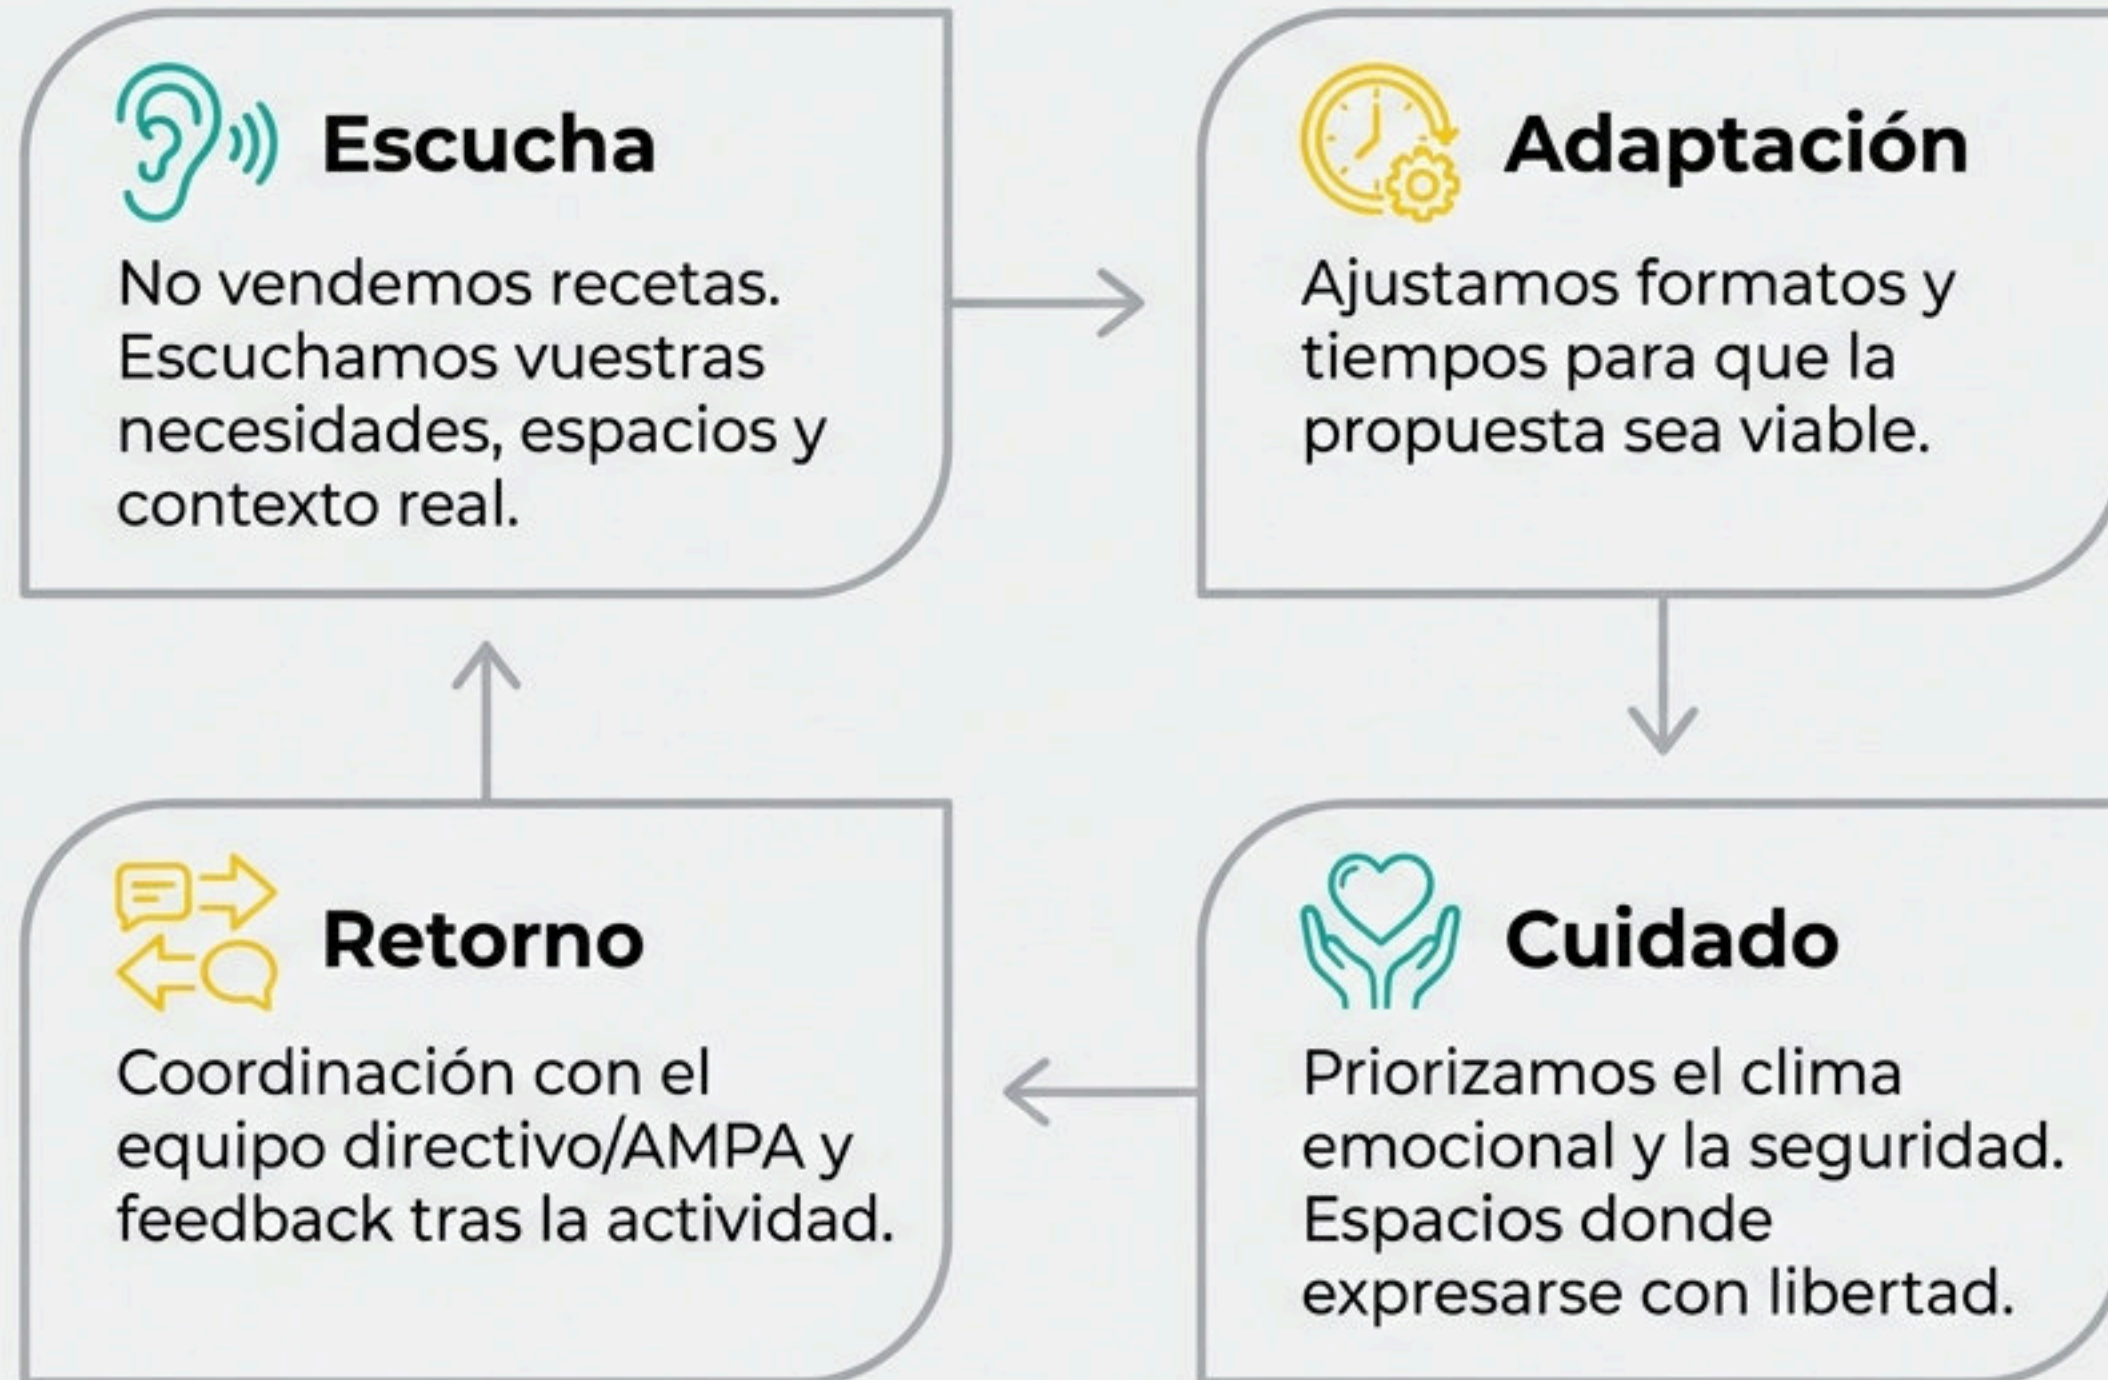 Escucha
No vendemos recetas.
Escuchamos vuestras
necesidades, espacios y
contexto real.
Adaptación
Ajustamos formatos y
tiempos para que la
propuesta sea viable.
Retorno
Coordinación con el
equipo directivo/AMPA y
feedback tras la actividad.
Cuidado
Priorizamos el clima
emocional y la seguridad.
Espacios donde
expresarse con libertad.